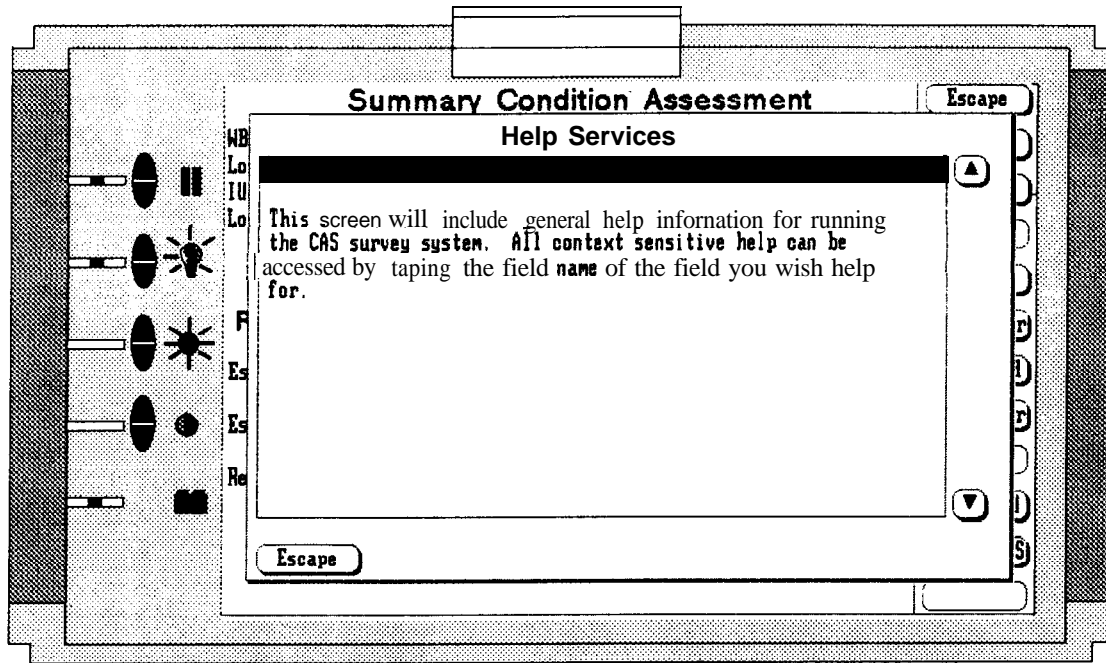 Summary Condition Assessment
Escape
Help Services
WB
Lo
IU
Lo
This screen will include general help infornation for running
the CAS survey systen. All context sensitive help can be
accessed by taping the field name of the field you wish help
for.
F
r
Es
l
Es
r
Re
)
S)
Escape